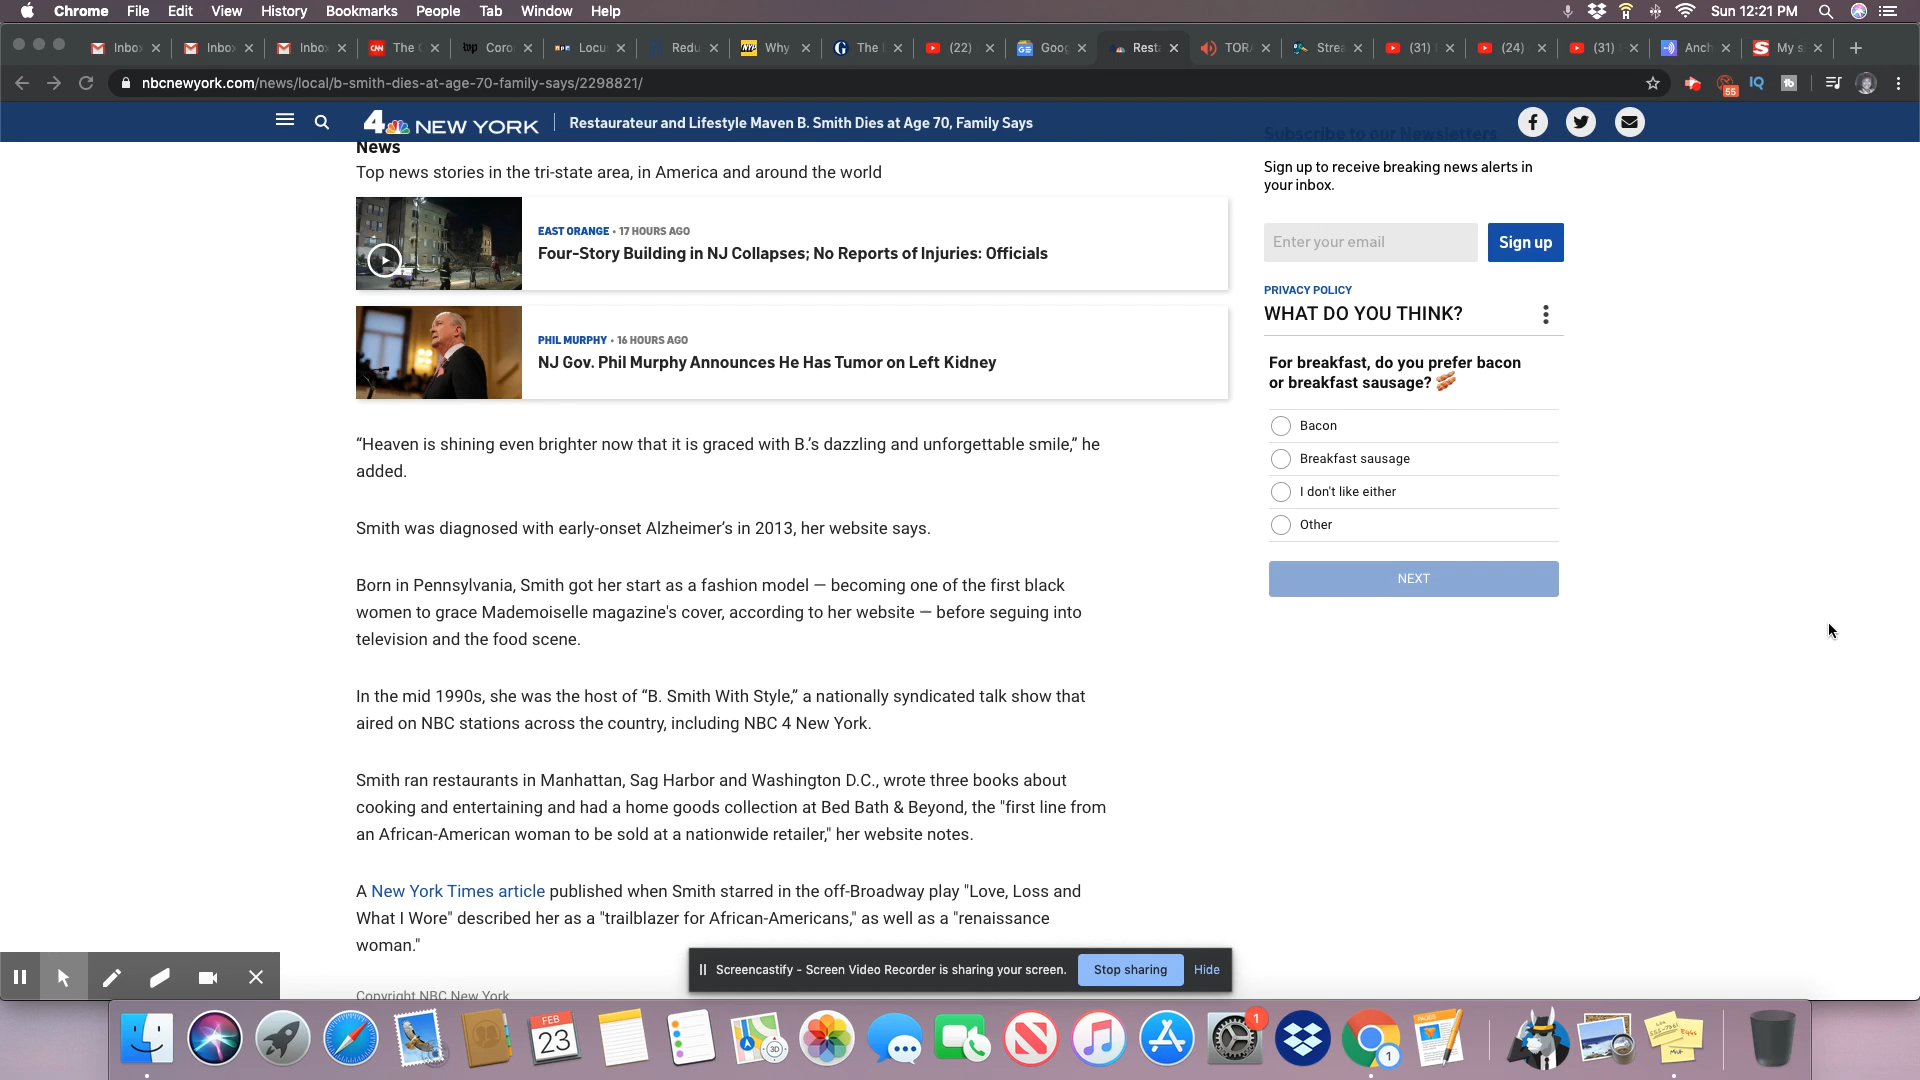 Chrome File Edit View History Bookmarks People Tab Window Help Sun 12:21 PM
Inbo Inbo Inbo The Coro Locu Redu Why The (22) Goog Rest TOR Strea (31) (24) (31) Anch My s
nbcnewyork.com/news/local/b-smith-dies-at-age-70-family-says/2298821/
55
4 NEW YORK Restaurateur and Lifestyle Maven B. Smith Dies at Age 70, Family Says
News
Top news stories in the tri-state area, in America and around the world
EAST ORANGE • 17 HOURS AGO
Four-Story Building in NJ Collapses; No Reports of Injuries: Officials
PHIL MURPHY • 16 HOURS AGO
NJ Gov. Phil Murphy Announces He Has Tumor on Left Kidney
“Heaven is shining even brighter now that it is graced with B.’s dazzling and unforgettable smile,” he
added.
Smith was diagnosed with early-onset Alzheimer’s in 2013, her website says.
Born in Pennsylvania, Smith got her start as a fashion model — becoming one of the first black
women to grace Mademoiselle magazine's cover, according to her website — before seguing into
television and the food scene.
In the mid 1990s, she was the host of “B. Smith With Style,” a nationally syndicated talk show that
aired on NBC stations across the country, including NBC 4 New York.
Smith ran restaurants in Manhattan, Sag Harbor and Washington D.C., wrote three books about
cooking and entertaining and had a home goods collection at Bed Bath & Beyond, the "first line from
an African-American woman to be sold at a nationwide retailer," her website notes.
A New York Times article published when Smith starred in the off-Broadway play "Love, Loss and
What I Wore" described her as a "trailblazer for African-Americans," as well as a "renaissance
woman."
Copyright NBC New York
Subscribe to our Newsletters
Sign up to receive breaking news alerts in
your inbox.
Enter your email Sign up
PRIVACY POLICY
WHAT DO YOU THINK?
For breakfast, do you prefer bacon
or breakfast sausage?
Bacon
Breakfast sausage
I don't like either
Other
NEXT
Screencastify - Screen Video Recorder is sharing your screen. Stop sharing Hide
FEB
23
3D
1
1
PAGES
Eggs
Milk